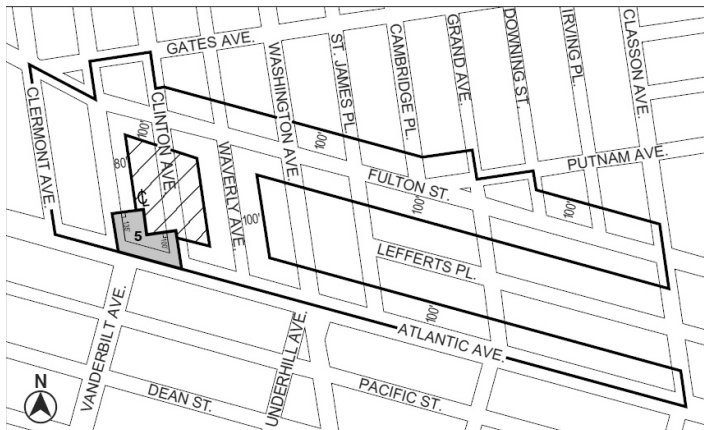 GATES AVE.
CLERMONT AVE.
CLINTON AVE.
100'
80'
WAVERLY AVE.
WASHINGTON AVE.
ST. JAMES PL.
CAMBRIDGE PL.
GRAND AVE.
DOWNING ST.
IRVING PL.
CLASSON AVE.
PUTNAM AVE.
100'
FULTON ST.
100'
100'
100'
5
LEFFERTS PL.
100'
ATLANTIC AVE.
VANDERBILT AVE.
UNDERHILL AVE.
DEAN ST.
PACIFIC ST.
N